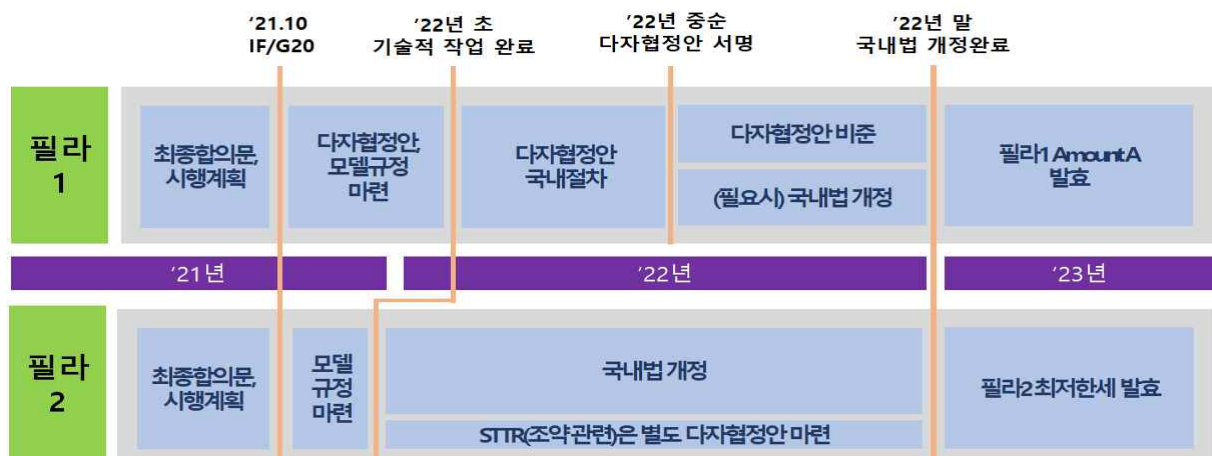 '21.10
IF/G20
'22년 초
기술적 작업 완료
'22년 중순
다자협정안 서명
'22년 말
국내법 개정완료
필라
1
최종합의문,
시행계획
다자협정안,
모델규정
마련
다자협정안
국내절차
다자협정안 비준
(필요시) 국내법 개정
필라1 Amount A
발효
'21년
'22년
'23년
필라
2
최종합의문,
시행계획
모델
규정
마련
국내법 개정
STTR(조약 관련)은 별도 다자협정안 마련
필라2 최저한세 발효